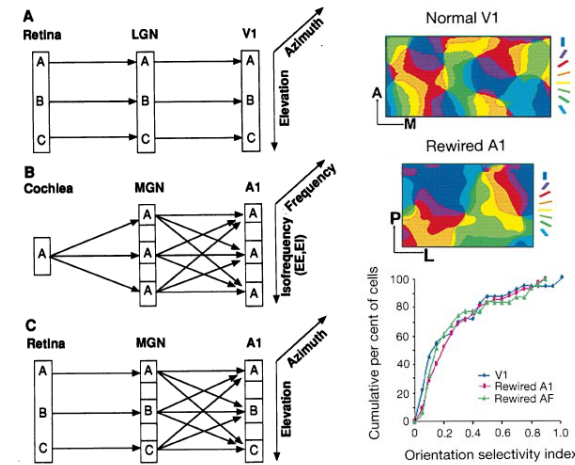 A
Retina LGN V1
A A A
B B B
C C C
Azimuth
Elevation
B
Cochlea MGN A1
A A A
A A
A A
Frequency
Isofrequency
(EE,EI)
C
Retina MGN A1
A A A
B B B
C C C
Azimuth
Elevation
Normal V1
A
M
Rewired A1
P
L
Cumulative per cent of cells
100
80
60
40
20
0
V1
Rewired A1
Rewired AF
0 0.2 0.4 0.6 0.8 1.0
Orientation selectivity index